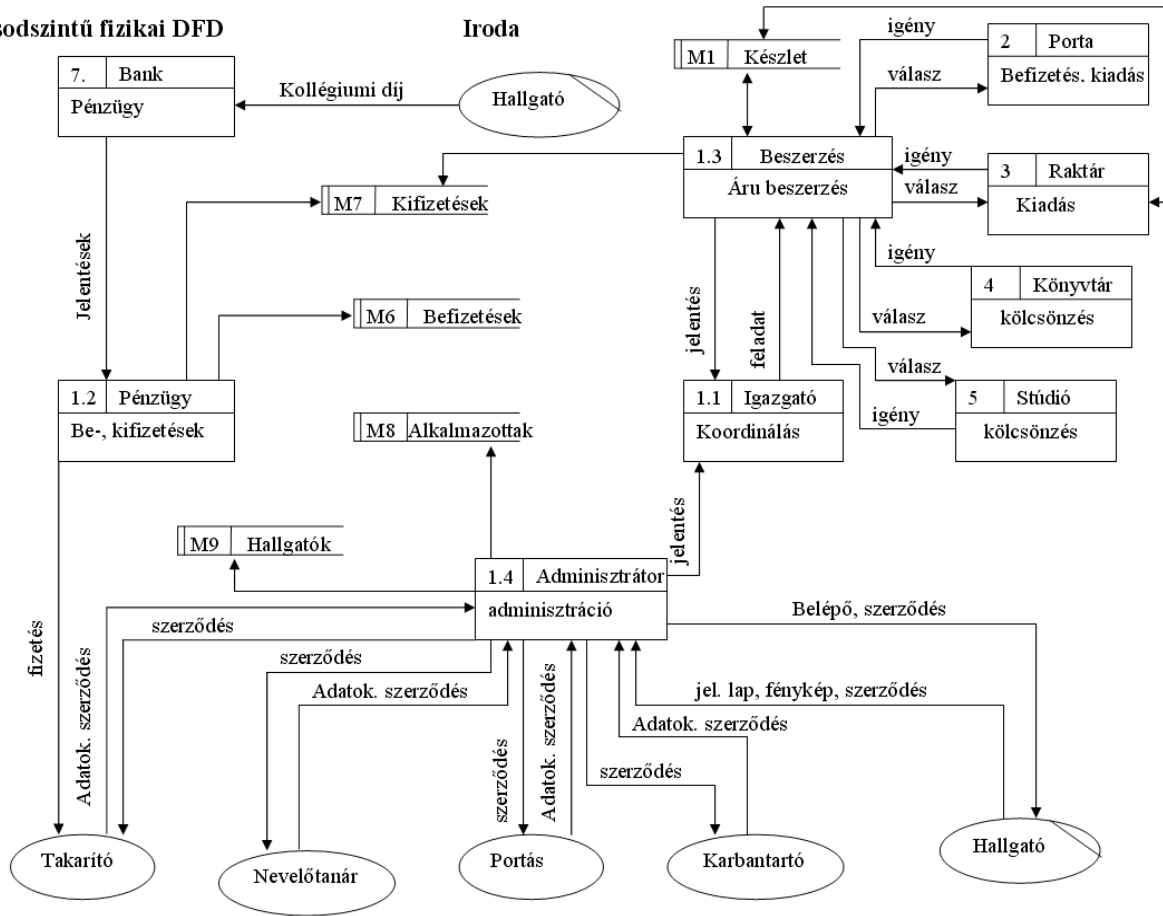 sodszintű fizikai DFD
Iroda
7. Bank
Pénzügy
Kollégiumi díj
Hallgató
M1 Készlet
igény
2 Porta
Befizetés. kiadás
válasz
1.3 Beszerzés
Áru beszerzés
igény
válasz
3 Raktár
Kiadás
M7 Kifizetések
Jelentések
igény
4 Könyvtár
kölcsönzés
válasz
M6 Befizetések
jelentés
feladat
válasz
igény
5 Stúdió
kölcsönzés
1.2 Pénzügy
Be-, kifizetések
1.1 Igazgató
Koordinálás
M8 Alkalmazottak
jelentés
M9 Hallgatók
1.4 Adminisztrátor
adminisztráció
fizetés
Adatok. szerződés
szerződés
szerződés
Adatok. szerződés
szerződés
Adatok. szerződés
szerződés
Adatok. szerződés
jel. lap, fénykép, szerződés
Belépő, szerződés
Takarító
Nevelőtanár
Portás
Karbantartó
Hallgató